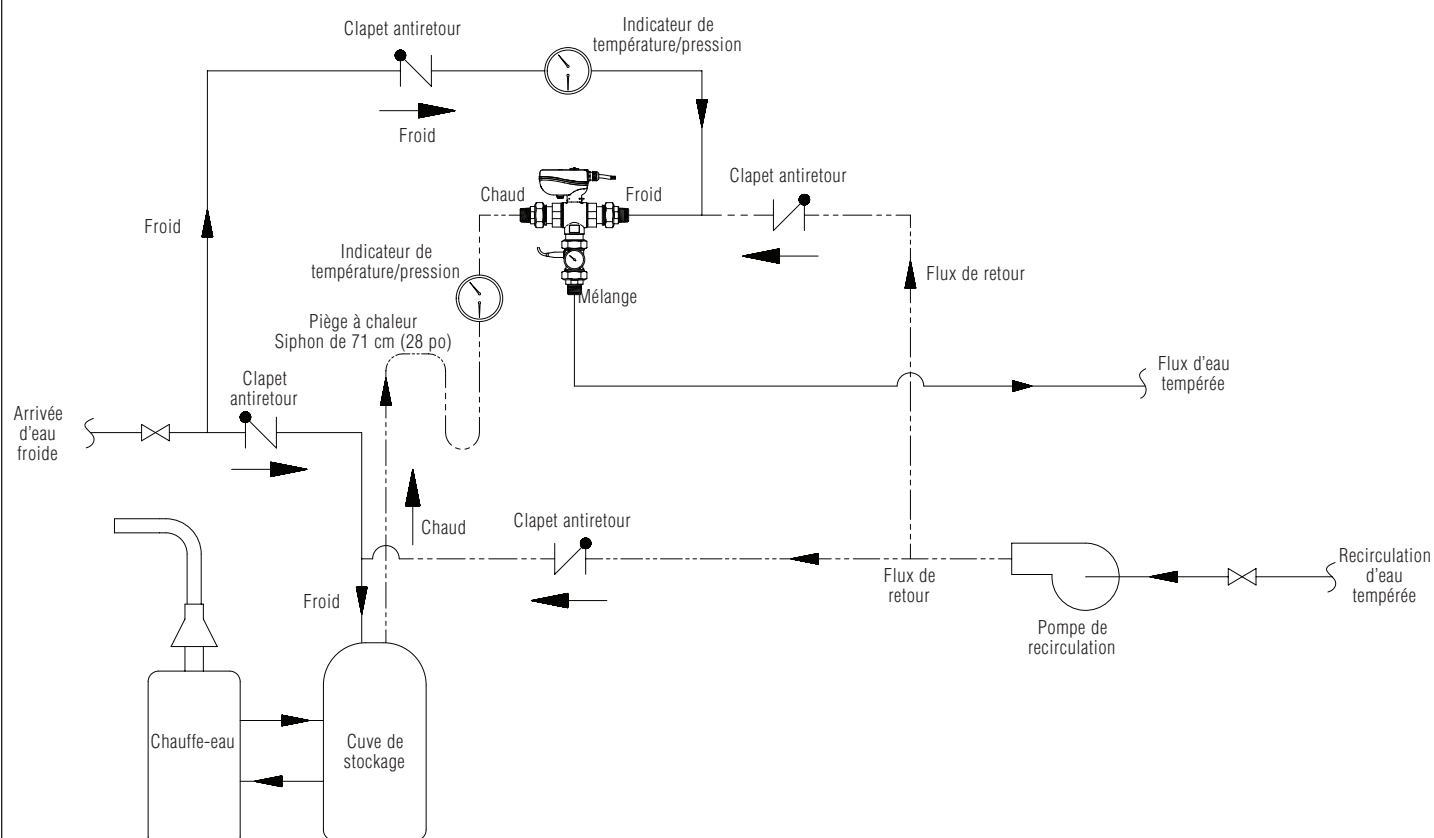 Clapet antiretour
Indicateur de
température/pression
Froid
Chaud
Froid
Clapet antiretour
Froid
Indicateur de
température/pression
Flux de retour
Mélange
Piège à chaleur
Siphon de 71 cm (28 po)
Flux d'eau
tempérée
Clapet
antiretour
Arrivée
d'eau
froide
Chaud
Clapet antiretour
Flux de
retour
Recirculation
d'eau
tempérée
Froid
Pompe de
recirculation
Chauffe-eau
Cuve de
stockage